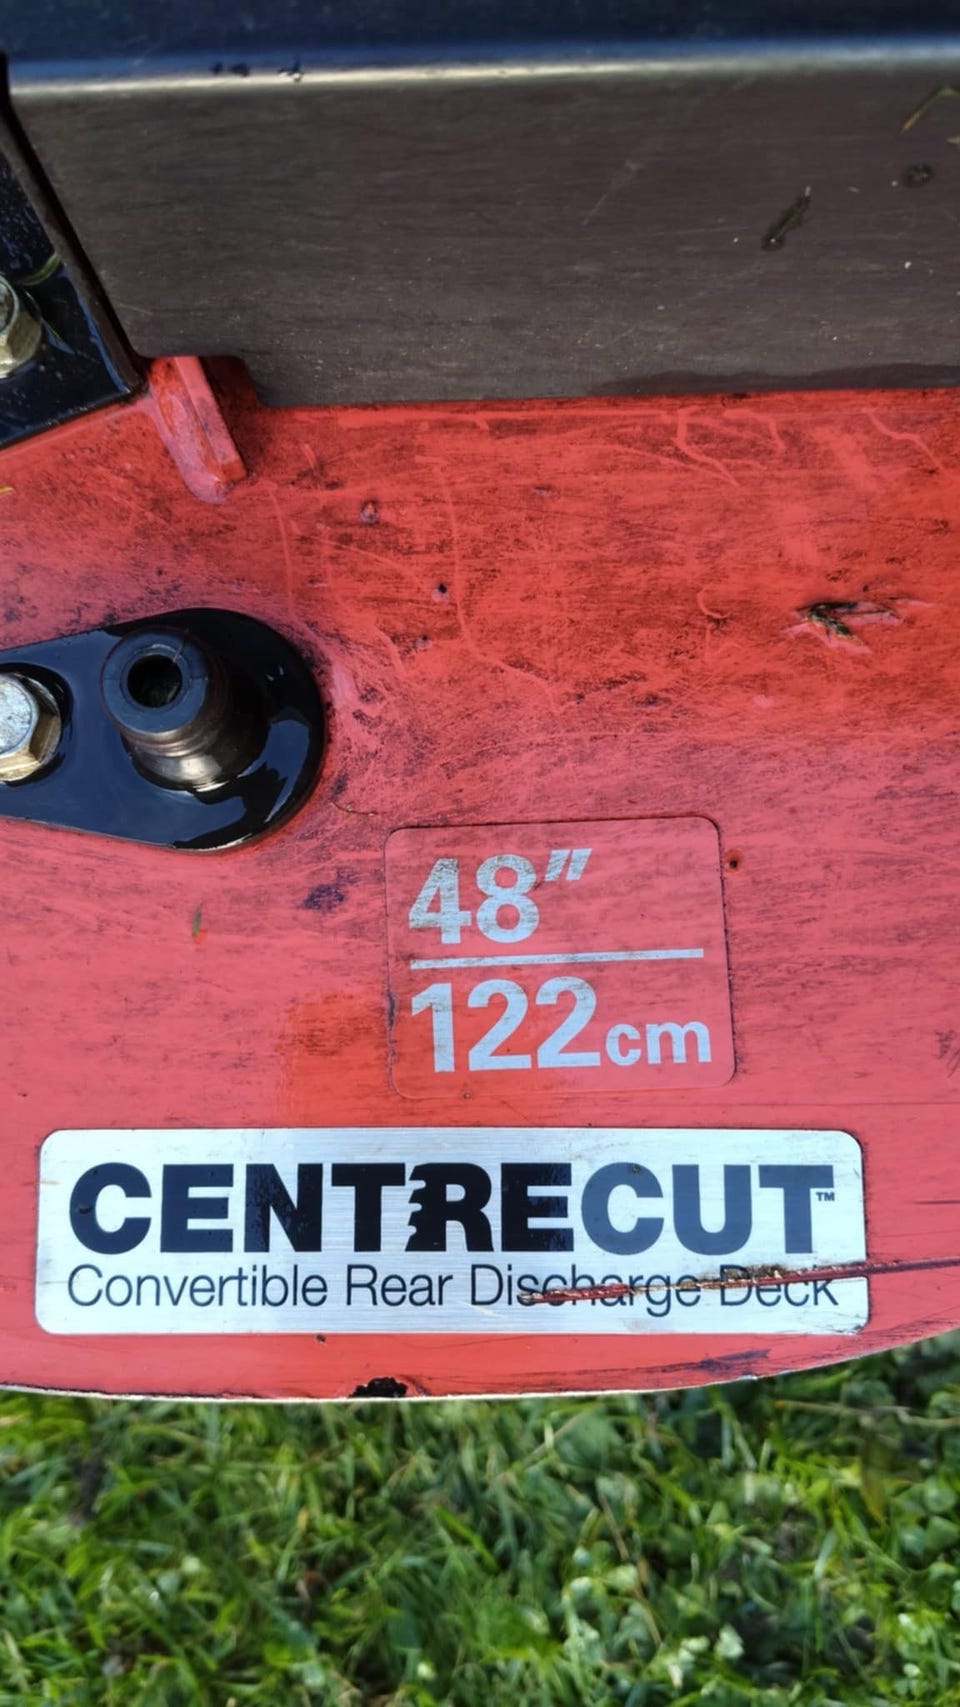 48"
122cm
CENTRECUT™
Convertible Rear Discharge Deck